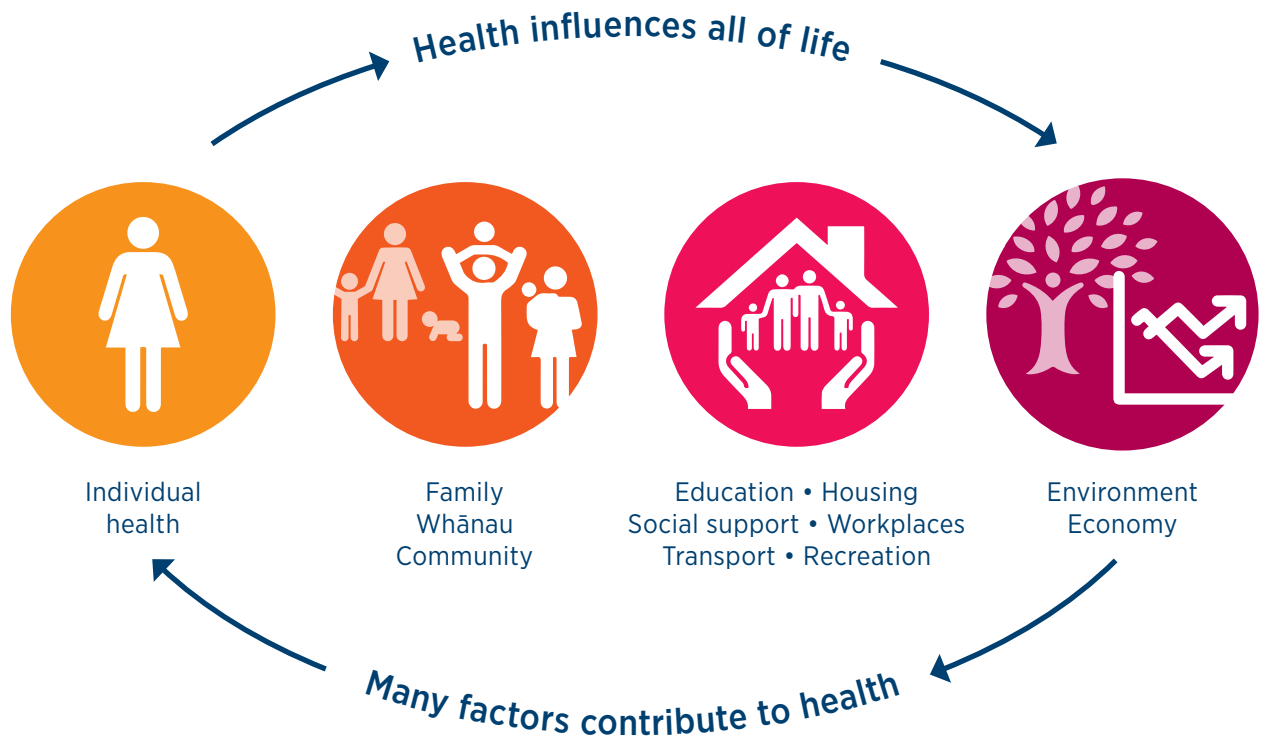 Health influences all of life
Individual
health
Family
Whānau
Community
Education • Housing
Social support • Workplaces
Transport • Recreation
Environment
Economy
Many factors contribute to health